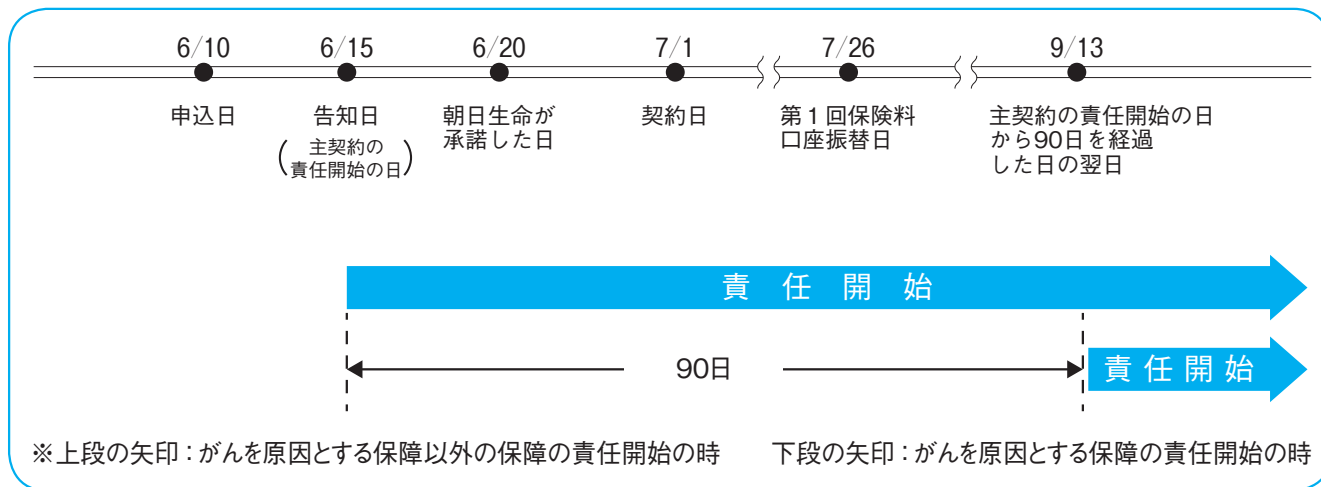 6/10 6/15 6/20 7/1 7/26 9/13
申込日 告知日 朝日生命が 契約日 第1回保険料 主契約の責任開始の日
承諾した日 口座振替日 から90日を経過
(主契約の した日の翌日
責任開始の日)
責任開始
90日 責任開始
※上段の矢印：がんを原因とする保障以外の保障の責任開始の時 下段の矢印：がんを原因とする保障の責任開始の時